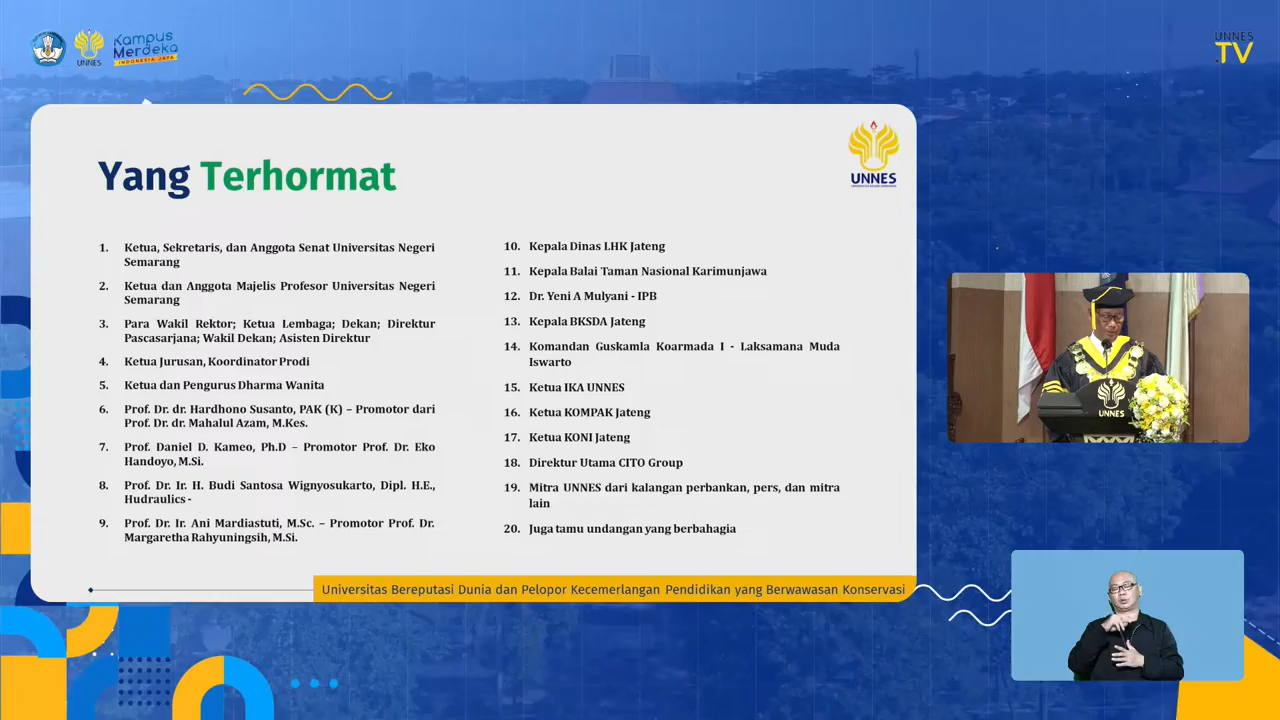 UNNES
Kampus
Merdeka
INDONESIA JAYA
UNNES
TV
Yang Terhormat
UNNES
1. Ketua, Sekretaris, dan Anggota Senat Universitas Negeri
Semarang
2. Ketua dan Anggota Majelis Profesor Universitas Negeri
Semarang
3. Para Wakil Rektor; Ketua Lembaga; Dekan; Direktur
Pascasarjana; Wakil Dekan; Asisten Direktur
4. Ketua Jurusan, Koordinator Prodi
5. Ketua dan Pengurus Dharma Wanita
6. Prof. Dr. dr. Hardhono Susanto, PAK (K) – Promotor dari
Prof. Dr. dr. Mahalul Azam, M.Kes.
7. Prof. Daniel D. Kameo, Ph.D – Promotor Prof. Dr. Eko
Handoyo, M.Si.
8. Prof. Dr. Ir. H. Budi Santosa Wignyosukarto, Dipl. H.E.,
Hudraulics -
9. Prof. Dr. Ir. Ani Mardiastuti, M.Sc. – Promotor Prof. Dr.
Margaretha Rahyuningsih, M.Si.
10. Kepala Dinas LHK Jateng
11. Kepala Balai Taman Nasional Karimunjawa
12. Dr. Yeni A Mulyani - IPB
13. Kepala BKSDA Jateng
14. Komandan Guskamla Koarmada I - Laksamana Muda
Iswarto
15. Ketua IKA UNNES
16. Ketua KOMPAK Jateng
17. Ketua KONI Jateng
18. Direktur Utama CITO Group
19. Mitra UNNES dari kalangan perbankan, pers, dan mitra
lain
20. Juga tamu undangan yang berbahagia
UNNES
Universitas Bereputasi Dunia dan Pelopor Kecemerlangan Pendidikan yang Berwawasan Konservasi